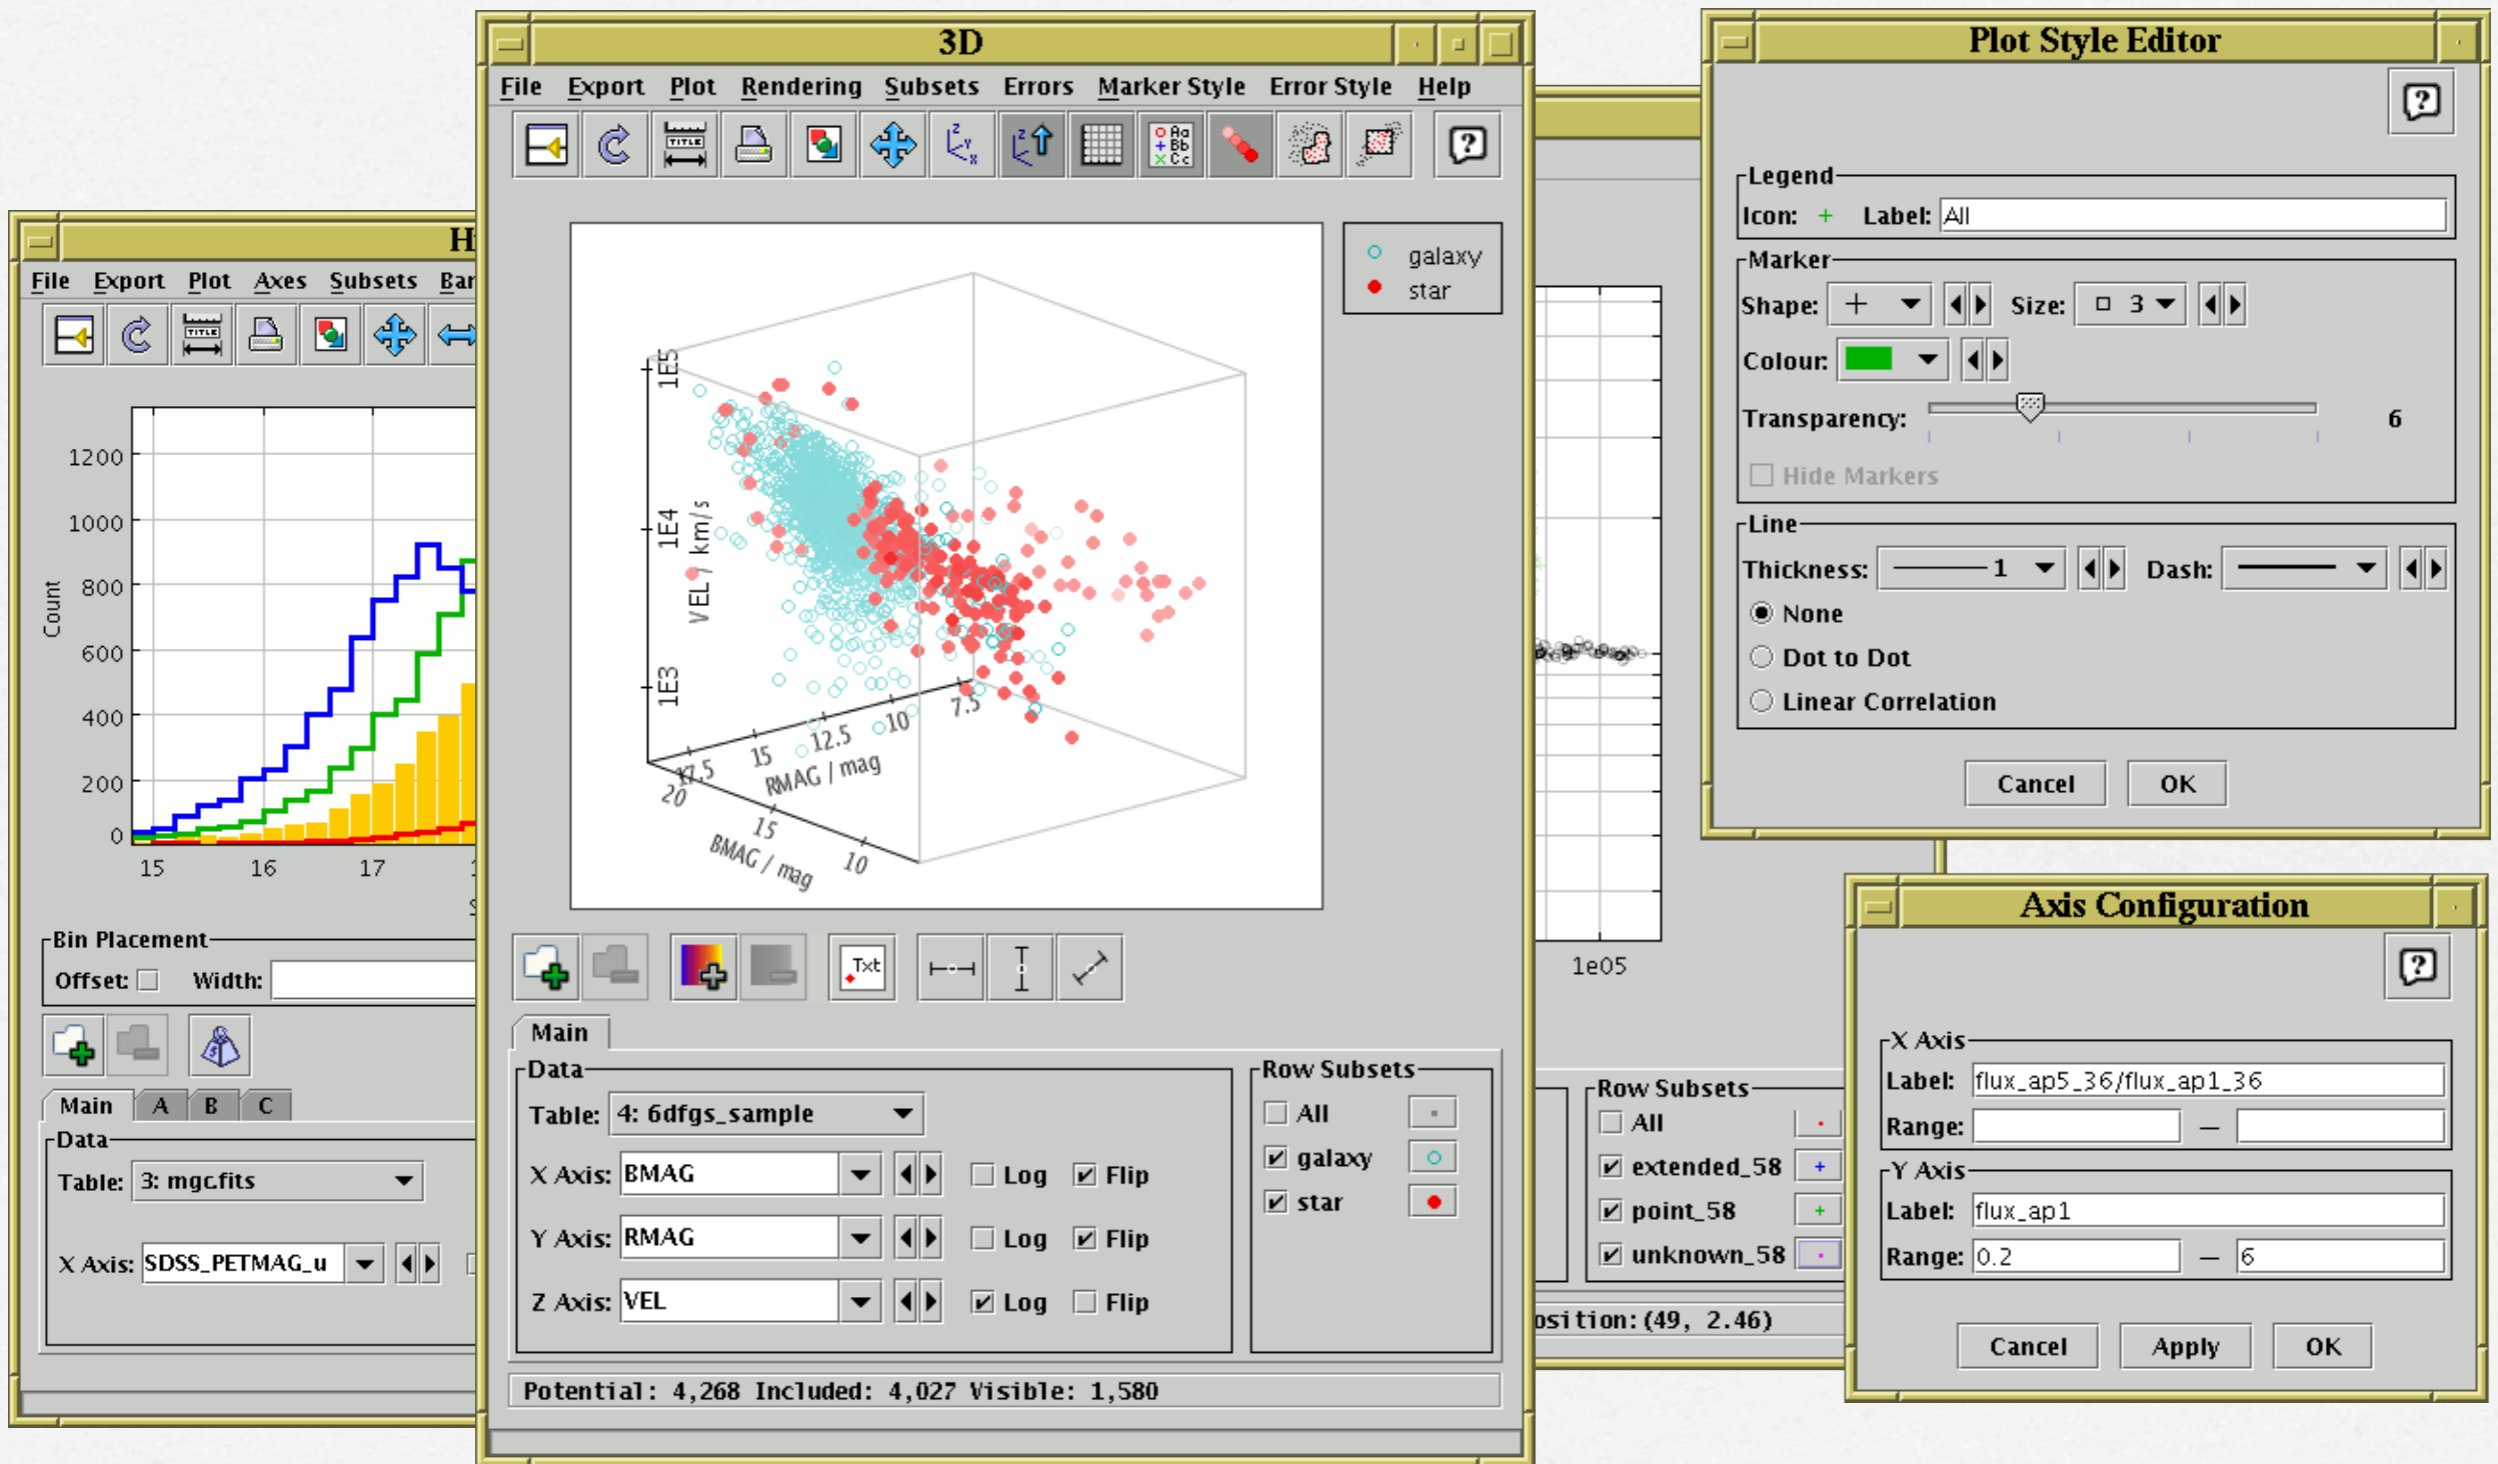 3D
File Export Plot Rendering Subsets Errors Marker Style Error Style Help
TITLE
z y x
z
Aa
Bb
Cc
?
galaxy
star
1E5
1E4
1E3
VEL / km/s
17.5 15 12.5 10 7.5
RMAG / mag
20 15 10
BMAG / mag
Txt
Main
Data
Table: 4: 6dfgs_sample
X Axis: BMAG Log Flip
Y Axis: RMAG Log Flip
Z Axis: VEL Log Flip
Row Subsets
All
galaxy
star
Potential: 4,268 Included: 4,027 Visible: 1,580
File Export Plot Axes Subsets Bar
TITLE
1200
1000
800
600
400
200
0
Count
15 16 17
Bin Placement
Offset: Width:
Main A B C
Data
Table: 3: mgc.fits
X Axis: SDSS_PETMAG_u
1e05
Row Subsets
All
extended_58
point_58
unknown_58
osition: (49, 2.46)
Plot Style Editor
?
Legend
Icon: + Label: All
Marker
Shape: + Size: 3
Colour:
Transparency: 6
Hide Markers
Line
Thickness: 1 Dash:
None
Dot to Dot
Linear Correlation
Cancel OK
Axis Configuration
?
X Axis
Label: flux_ap5_36/flux_ap1_36
Range: –
Y Axis
Label: flux_ap1
Range: 0.2 – 6
Cancel Apply OK